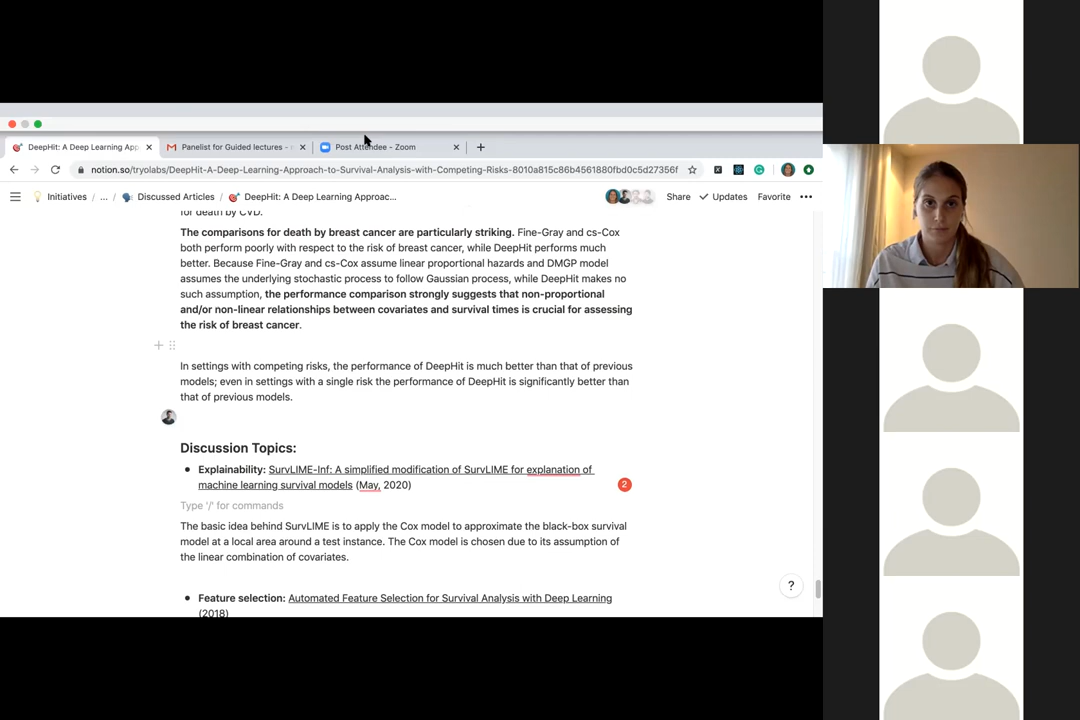 DeepHit: A Deep Learning App
Panelist for Guided lectures -
Post Attendee - Zoom
notion.so/tryolabs/DeepHit-A-Deep-Learning-Approach-to-Survival-Analysis-with-Competing-Risks-8010a815c86b4561880fbd0c5d27356f
Initiatives / ... / Discussed Articles / DeepHit: A Deep Learning Approac...
Share Updates Favorite
for death by CVD.
The comparisons for death by breast cancer are particularly striking. Fine-Gray and cs-Cox
both perform poorly with respect to the risk of breast cancer, while DeepHit performs much
better. Because Fine-Gray and cs-Cox assume linear proportional hazards and DMGP model
assumes the underlying stochastic process to follow Gaussian process, while DeepHit makes no
such assumption, the performance comparison strongly suggests that non-proportional
and/or non-linear relationships between covariates and survival times is crucial for assessing
the risk of breast cancer.
In settings with competing risks, the performance of DeepHit is much better than that of previous
models; even in settings with a single risk the performance of DeepHit is significantly better than
that of previous models.
Discussion Topics:
Explainability: SurvLIME-Inf: A simplified modification of SurvLIME for explanation of
machine learning survival models (May, 2020)
2
Type '/' for commands
The basic idea behind SurvLIME is to apply the Cox model to approximate the black-box survival
model at a local area around a test instance. The Cox model is chosen due to its assumption of
the linear combination of covariates.
?
Feature selection: Automated Feature Selection for Survival Analysis with Deep Learning
(2018)